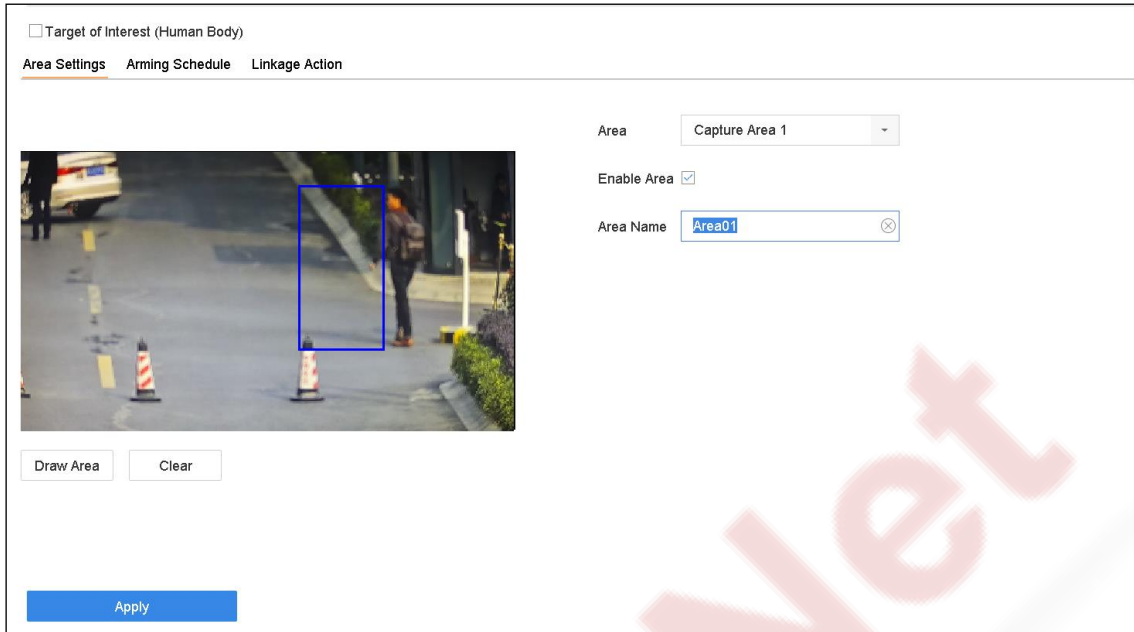 Target of Interest (Human Body)
Area Settings Arming Schedule Linkage Action
Area Capture Area 1
Enable Area
Area Name Area01
Draw Area Clear
Apply
Net